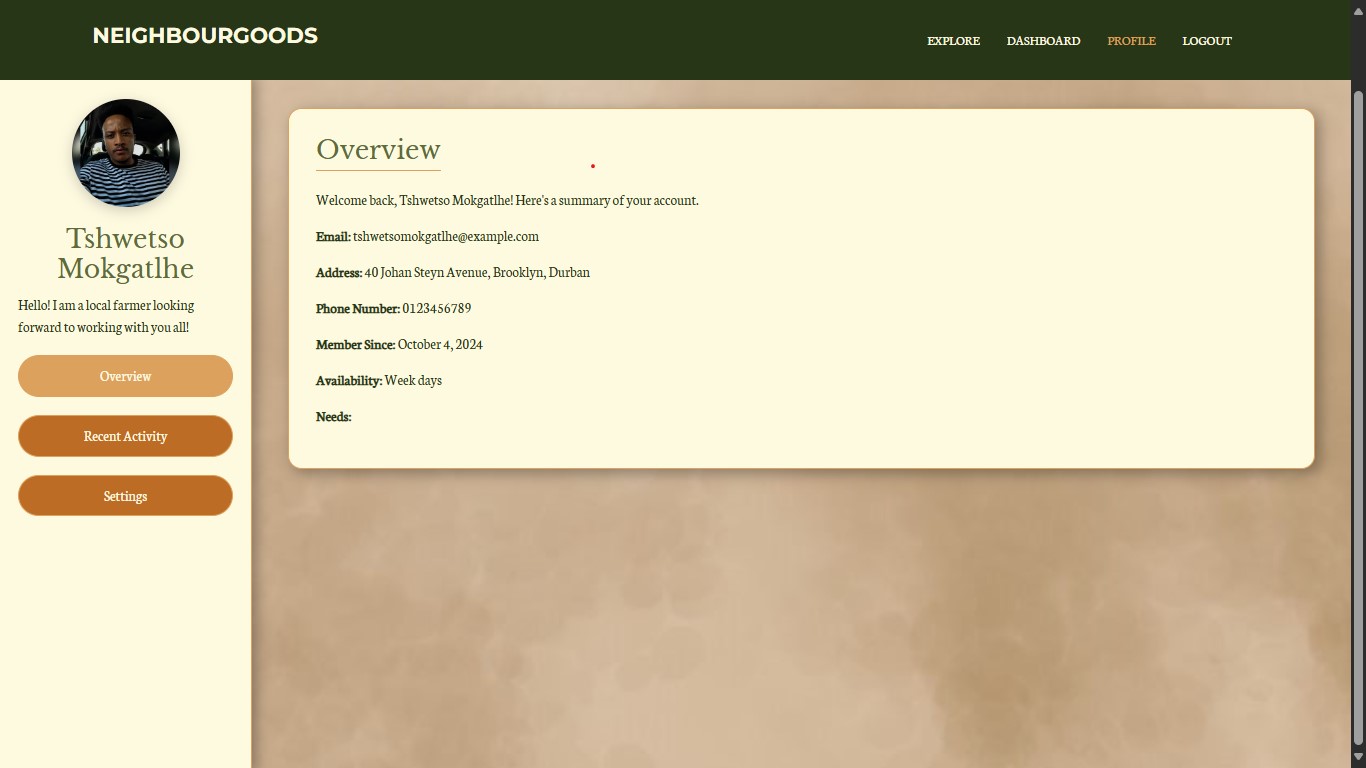 NEIGHBOURGOODS
EXPLORE DASHBOARD PROFILE LOGOUT
Tshwetso
Mokgatlhe
Hello! I am a local farmer looking
forward to working with you all!
Overview
Recent Activity
Settings
Overview
Welcome back, Tshwetso Mokgatlhe! Here's a summary of your account.
Email: tshwetsomokgatlhe@example.com
Address: 40 Johan Steyn Avenue, Brooklyn, Durban
Phone Number: 0123456789
Member Since: October 4, 2024
Availability: Week days
Needs: